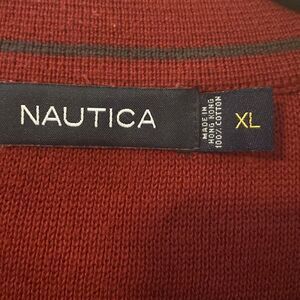 NAUTICA
MADE IN
HONG KONG
100% COTTON
XL